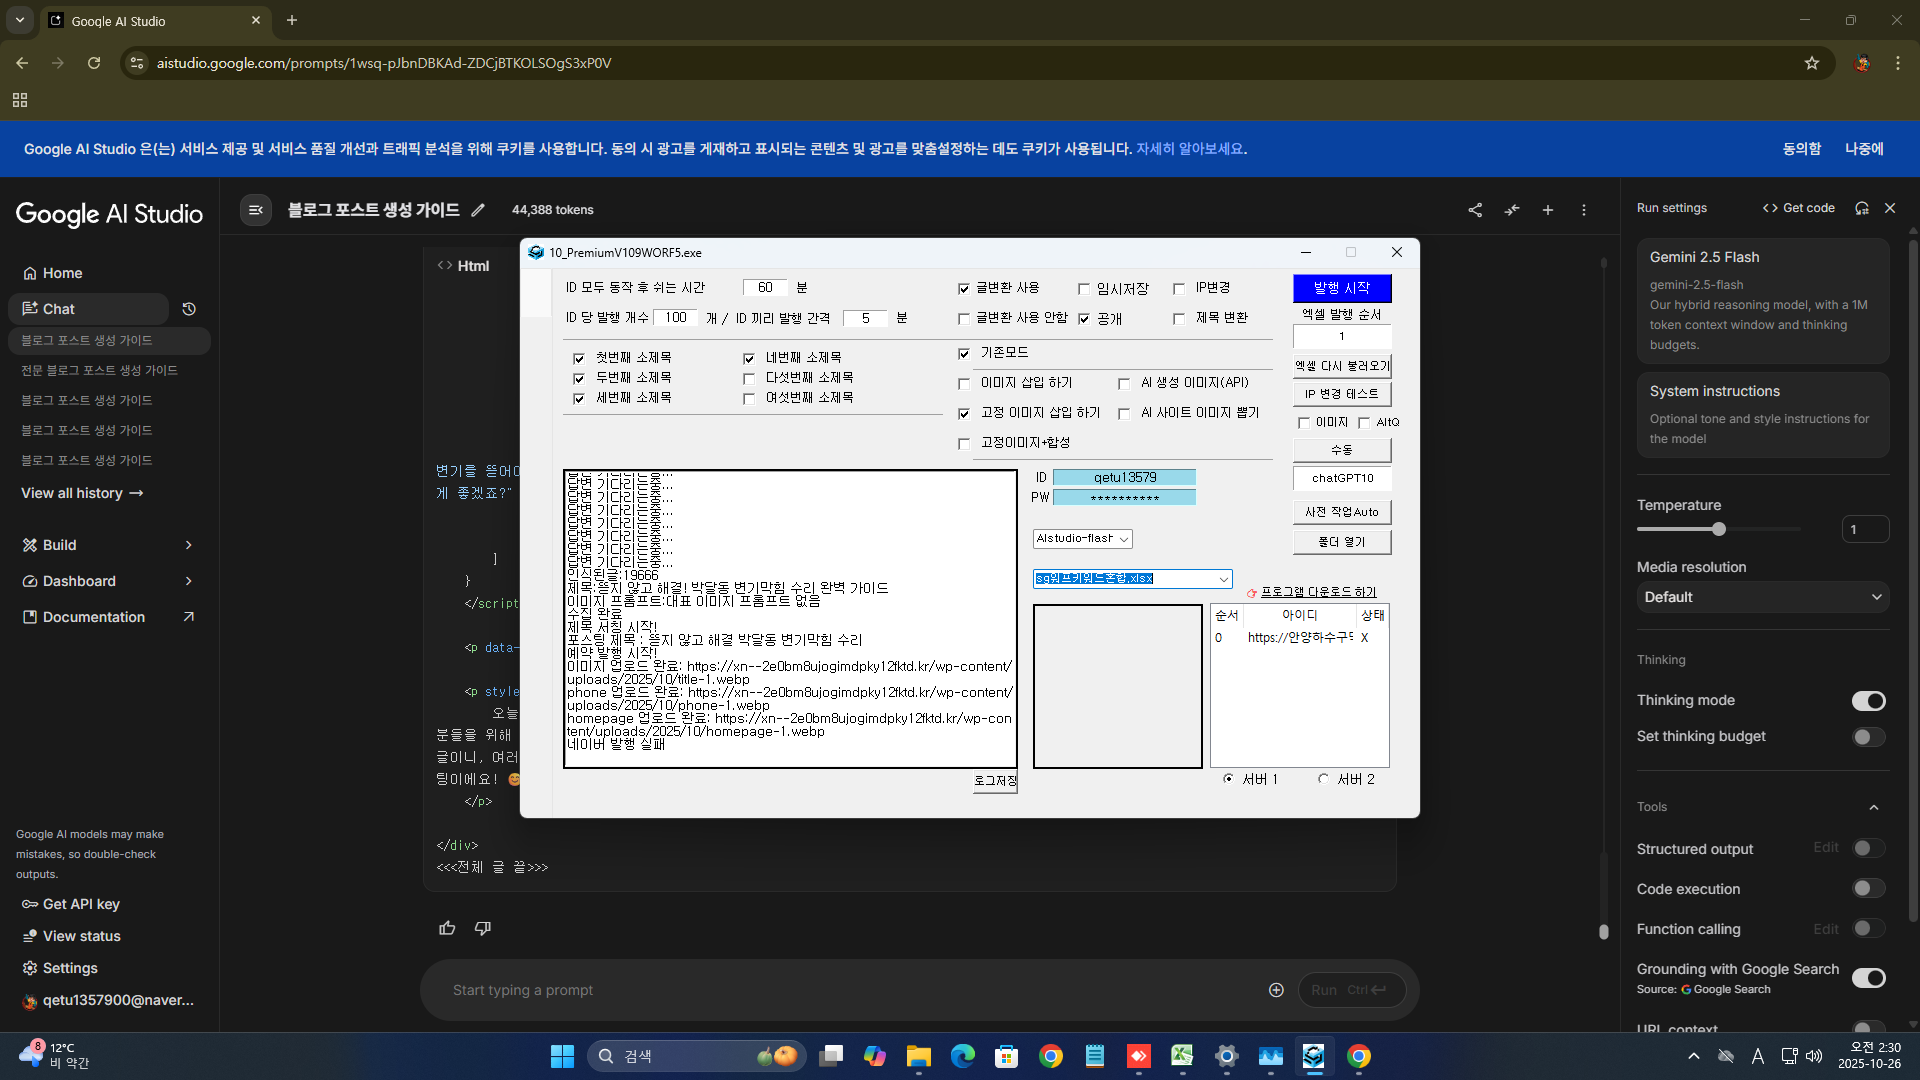 Google AI Studio
aistudio.google.com/prompts/1wsq-pJbnDBKAd-ZDCjBTKOLSOgS3xP0V
Google AI Studio 은(는) 서비스 제공 및 서비스 품질 개선과 트래픽 분석을 위해 쿠키를 사용합니다. 동의 시 광고를 게재하고 표시되는 콘텐츠 및 광고를 맞춤설정하는 데도 쿠키가 사용됩니다. 자세히 알아보세요.
동의함
나중에
Google AI Studio
Home
Chat
블로그 포스트 생성 가이드
전문 블로그 포스트 생성 가이드
블로그 포스트 생성 가이드
블로그 포스트 생성 가이드
블로그 포스트 생성 가이드
View all history →
Build
Dashboard
Documentation
Google AI models may make
mistakes, so double-check
outputs.
Get API key
View status
Settings
qetu1357900@naver...
블로그 포스트 생성 가이드
44,388 tokens
<> Html
게 좋겠죠?"
]
}
</script
<p data-
<p style
오늘
분들을 위해
글이니, 여러
팅이에요! 😊
</p>
</div>
<<<전체 글 끝>>>
Start typing a prompt
Run Ctrl
10_PremiumV109WORF5.exe
ID 모두 동작 후 쉬는 시간 60 분
ID 당 발행 개수 100 개 / ID 끼리 발행 간격 5 분
글변환 사용
임시저장
IP변경
글변환 사용 안함
공개
제목 변환
첫번째 소제목
네번째 소제목
두번째 소제목
다섯번째 소제목
세번째 소제목
여섯번째 소제목
기존모드
이미지 삽입 하기
AI 생성 이미지(API)
고정 이미지 삽입 하기
AI 사이트 이미지 뽑기
고정이미지+합성
발행 시작
엑셀 발행 순서
1
엑셀 다시 불러오기
IP 변경 테스트
이미지
AltQ
수동
chatGPT10
사전 작업Auto
폴더 열기
답변 기다리는중...
답변 기다리는중...
답변 기다리는중...
답변 기다리는중...
답변 기다리는중...
답변 기다리는중...
답변 기다리는중...
답변 기다리는중...
인식된글:19666
제목:뜯지 않고 해결! 박달동 변기막힘 수리 완벽 가이드
이미지 프롬프트:대표 이미지 프롬프트 없음
수집 완료
제목 서칭 시작!
포스팅 제목 : 뜯지 않고 해결 박달동 변기막힘 수리
예약 발행 시작!
이미지 업로드 완료: https://xn--2e0bm8ujogimdpky12fktd.kr/wp-content/
uploads/2025/10/title-1.webp
phone 업로드 완료: https://xn--2e0bm8ujogimdpky12fktd.kr/wp-content/
uploads/2025/10/phone-1.webp
homepage 업로드 완료: https://xn--2e0bm8ujogimdpky12fktd.kr/wp-con
tent/uploads/2025/10/homepage-1.webp
네이버 발행 실패
로그저장
ID qetu13579
PW **********
AIstudio-flash
sg워프키워드혼합.xlsx
프로그램 다운로드 하기
순서 아이디 상태
0 https://안양하수구 X
서버 1
서버 2
Run settings
<> Get code
Gemini 2.5 Flash
gemini-2.5-flash
Our hybrid reasoning model, with a 1M
token context window and thinking
budgets.
System instructions
Optional tone and style instructions for
the model
Temperature
1
Media resolution
Default
Thinking
Thinking mode
Set thinking budget
Tools
Structured output Edit
Code execution
Function calling Edit
Grounding with Google Search
Source: Google Search
URL context
8
12°C
비 약간
검색
A
오전 2:30
2025-10-26